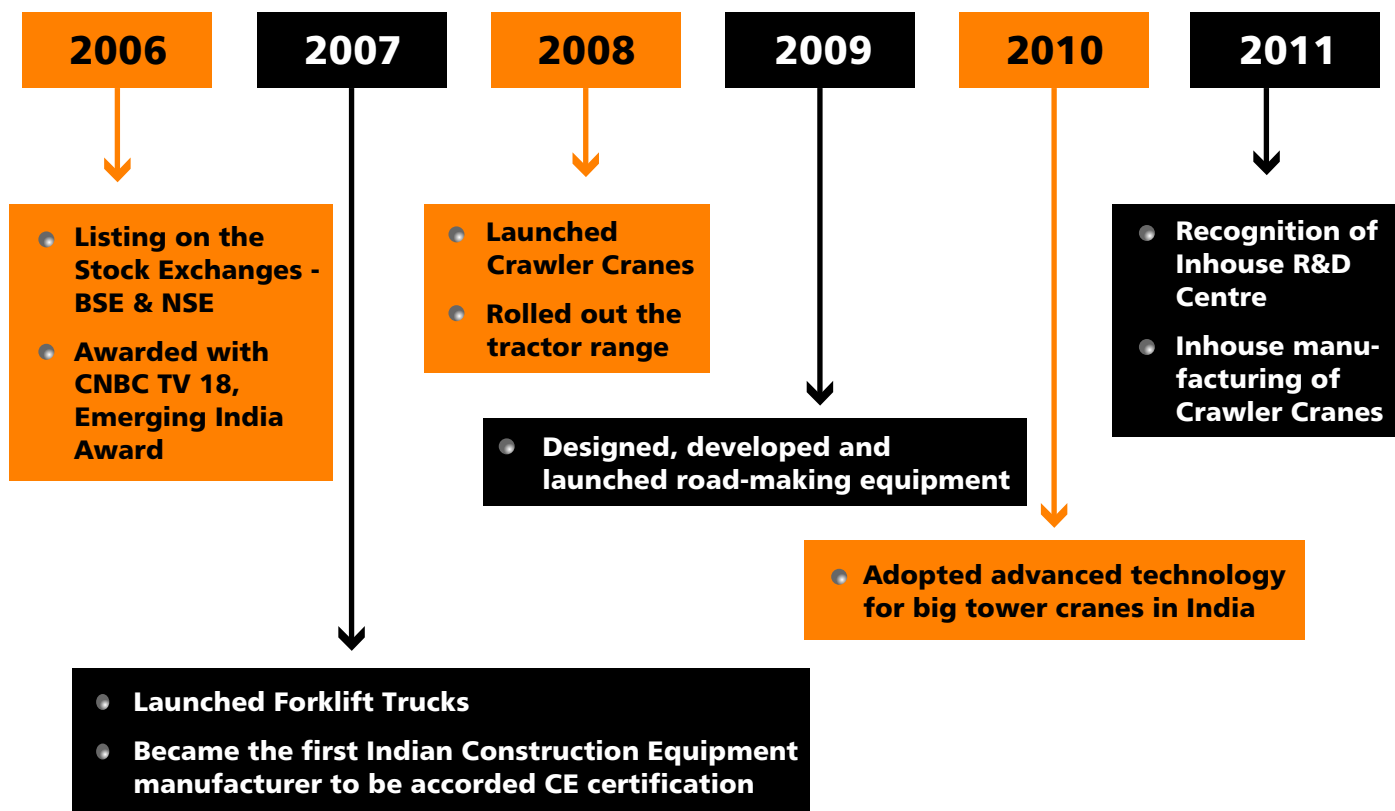 2006
2007
2008
2009
2010
2011
Listing on the
Stock Exchanges -
BSE & NSE
Awarded with
CNBC TV 18,
Emerging India
Award
Launched
Crawler Cranes
Rolled out the
tractor range
Recognition of
Inhouse R&D
Centre
Inhouse manu-
facturing of
Crawler Cranes
Designed, developed and
launched road-making equipment
Adopted advanced technology
for big tower cranes in India
Launched Forklift Trucks
Became the first Indian Construction Equipment
manufacturer to be accorded CE certification